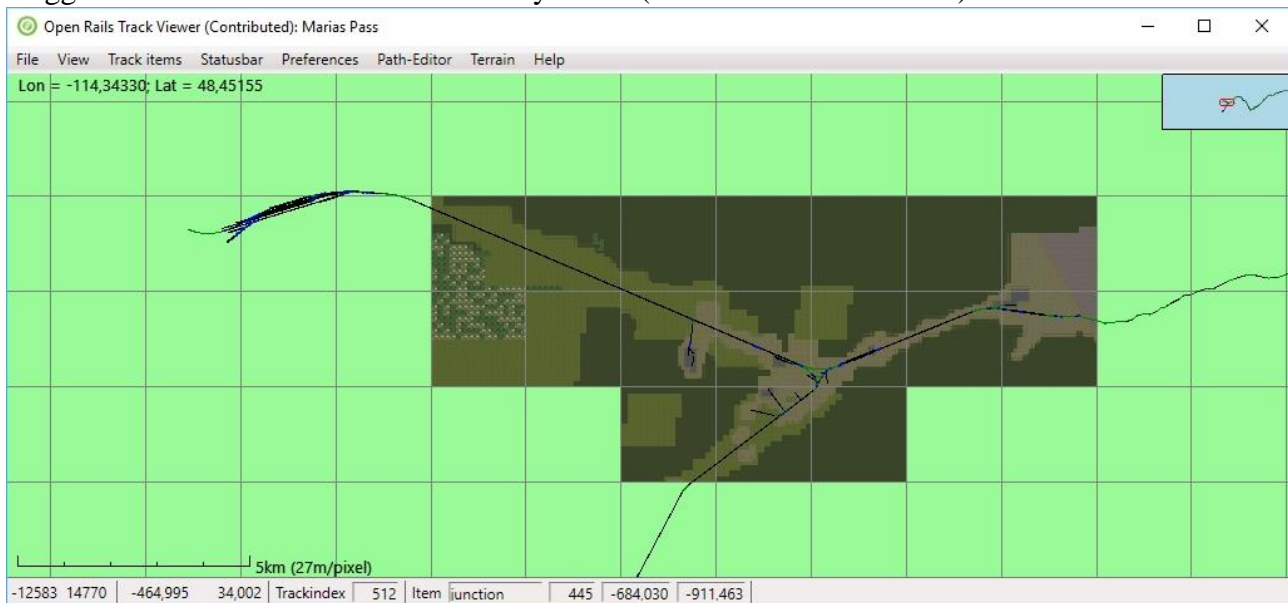 Open Rails Track Viewer (Contributed): Marias Pass
File View Track items Statusbar Preferences Path-Editor Terrain Help
Lon = -114,34330; Lat = 48,45155
5km (27m/pixel)
-12583 14770 -464,995 34,002 Trackindex 512 Item junction 445 -684,030 -911,463